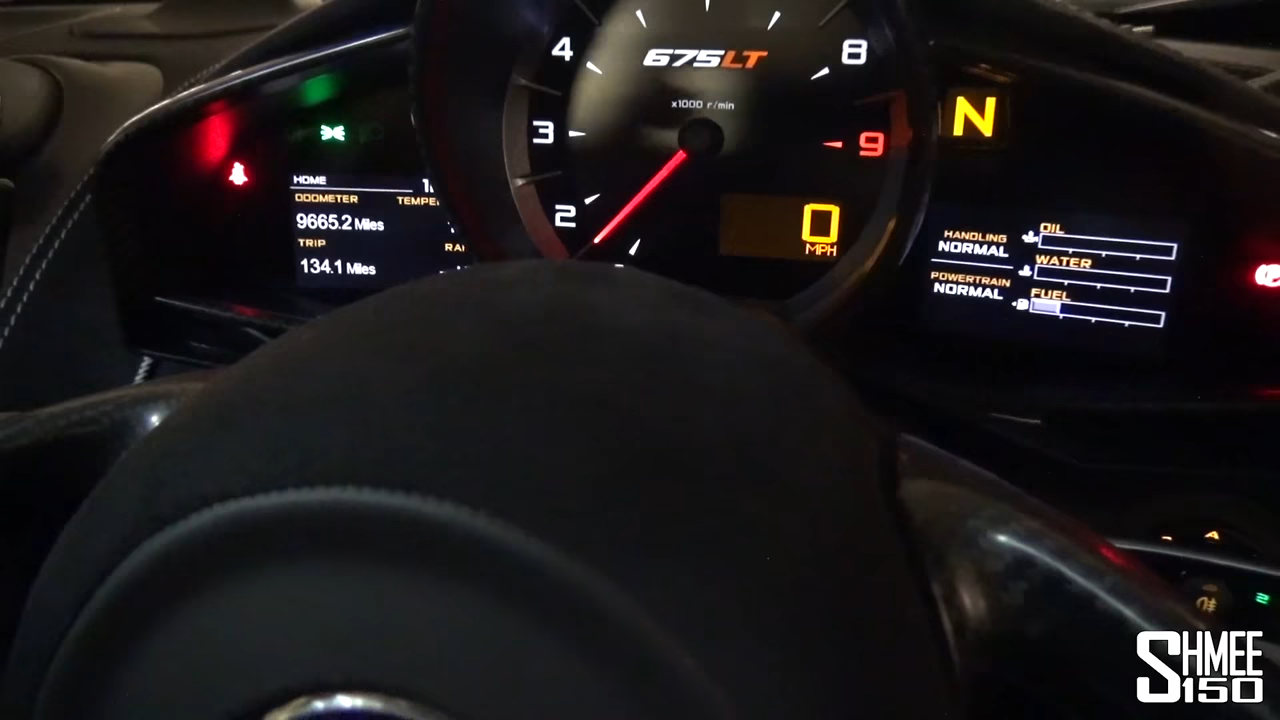 675LT
x1000 r/min
2
3
4
8
9
0
MPH
N
HOME
ODOMETER
9665.2 Miles
TRIP
134.1 Miles
HANDLING
NORMAL
POWERTRAIN
NORMAL
OIL
WATER
FUEL
A
SHMEE
150